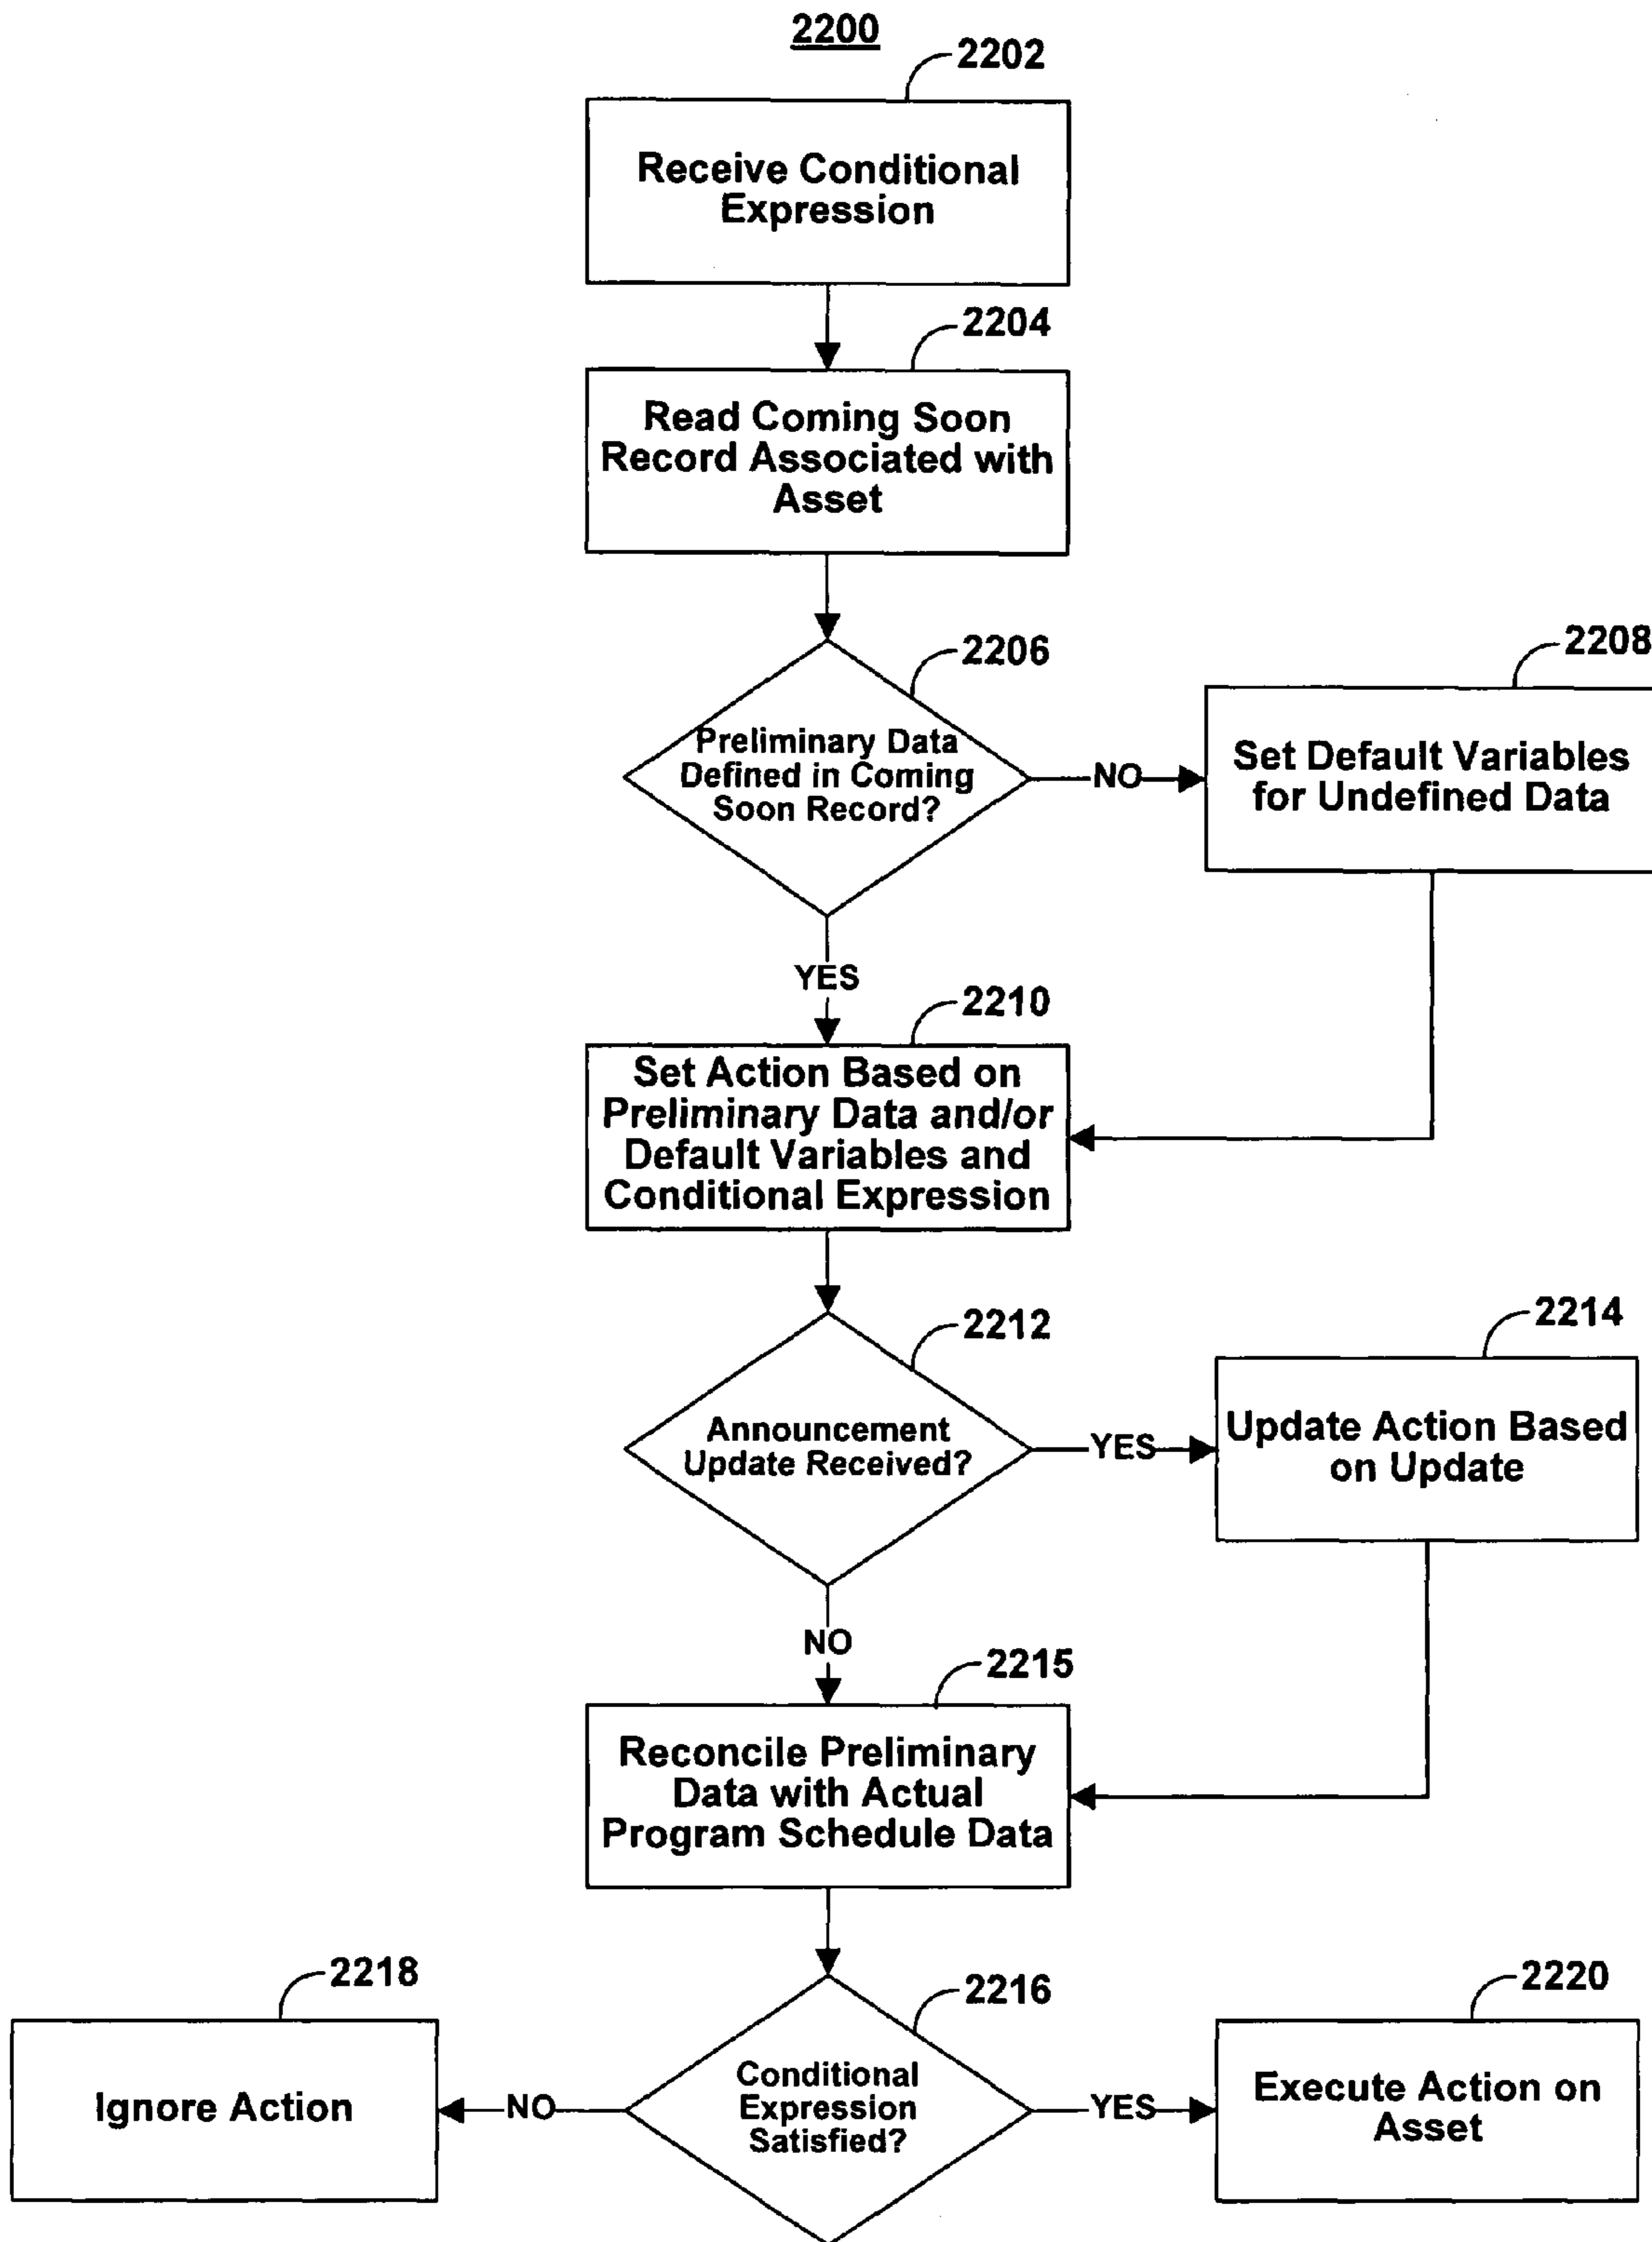 2200
2202
Receive Conditional
Expression
2204
Read Coming Soon
Record Associated with
Asset
2206
Preliminary Data
Defined in Coming
Soon Record?
NO
2208
Set Default Variables
for Undefined Data
YES
2210
Set Action Based on
Preliminary Data and/or
Default Variables and
Conditional Expression
2212
Announcement
Update Received?
YES
2214
Update Action Based
on Update
NO
2215
Reconcile Preliminary
Data with Actual
Program Schedule Data
2216
Conditional
Expression
Satisfied?
NO
2218
Ignore Action
YES
2220
Execute Action on
Asset